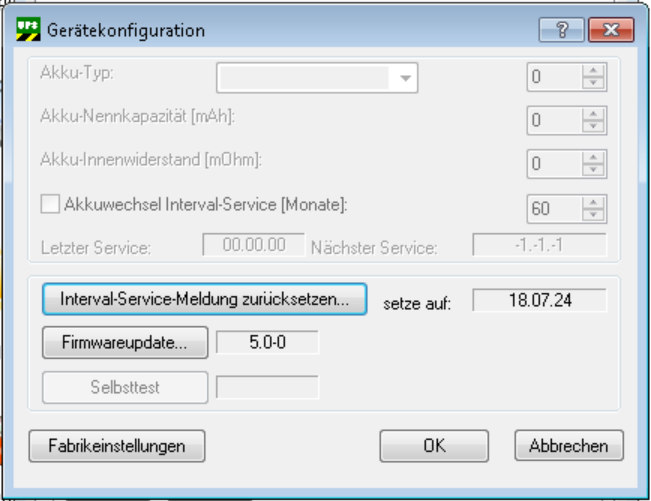 UPS
Gerätekonfiguration
Akku-Typ: 0
Akku-Nennkapazität [mAh]: 0
Akku-Innenwiderstand [mOhm]: 0
Akkuwechsel Interval-Service [Monate]: 60
Letzter Service: 00.00.00 Nächster Service: -1.-1.-1
Interval-Service-Meldung zurücksetzen... setze auf: 18.07.24
Firmwareupdate... 5.0-0
Selbsttest
Fabrikeinstellungen OK Abbrechen